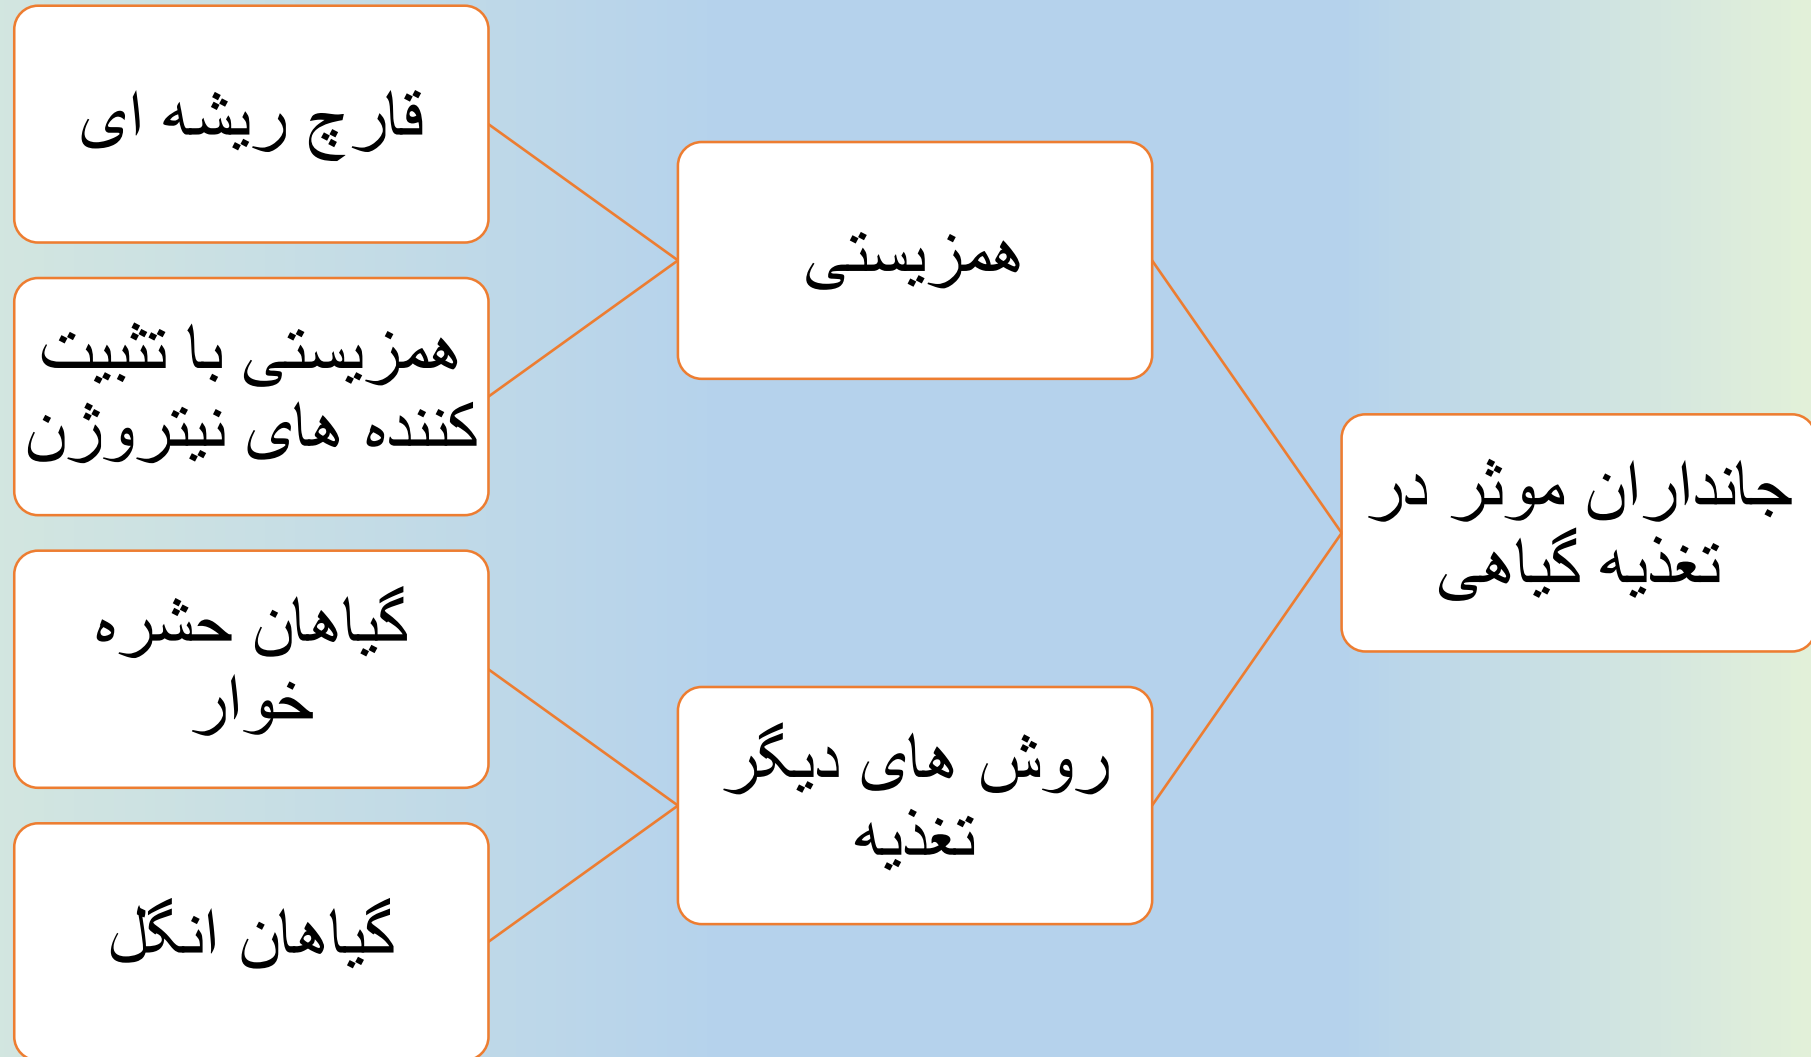 جانداران موثر در
تغذیه گیاهی
همزیستی
قارچ ریشه ای
همزیستی با تثبیت
کننده های نیتروژن
روش های دیگر
تغذیه
گیاهان حشره
خوار
گیاهان انگل